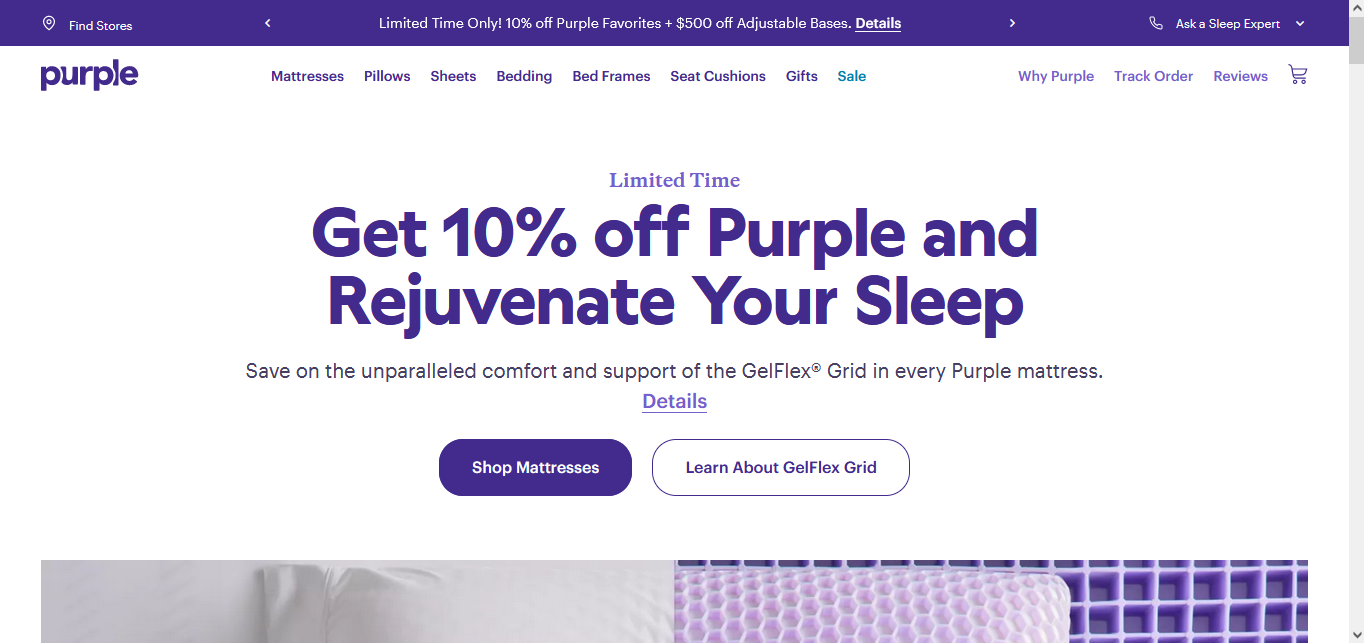 Find Stores
Limited Time Only! 10% off Purple Favorites + $500 off Adjustable Bases. Details
Ask a Sleep Expert
purple
Mattresses Pillows Sheets Bedding Bed Frames Seat Cushions Gifts Sale
Why Purple Track Order Reviews
Limited Time
Get 10% off Purple and
Rejuvenate Your Sleep
Save on the unparalleled comfort and support of the GelFlex® Grid in every Purple mattress.
Details
Shop Mattresses
Learn About GelFlex Grid